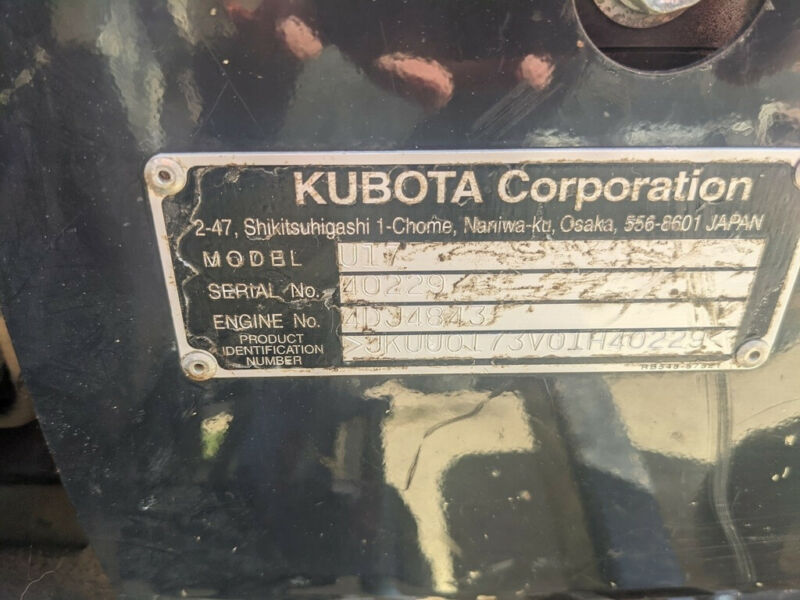 KUBOTA Corporation
2-47, Shikitsuhigashi 1-Chome, Naniwa-ku, Osaka, 556-8601 JAPAN
MODEL U17
SERIAL No. 40229
ENGINE No. 4DJ4843
PRODUCT IDENTIFICATION NUMBER >JKUU0173V01H40229<